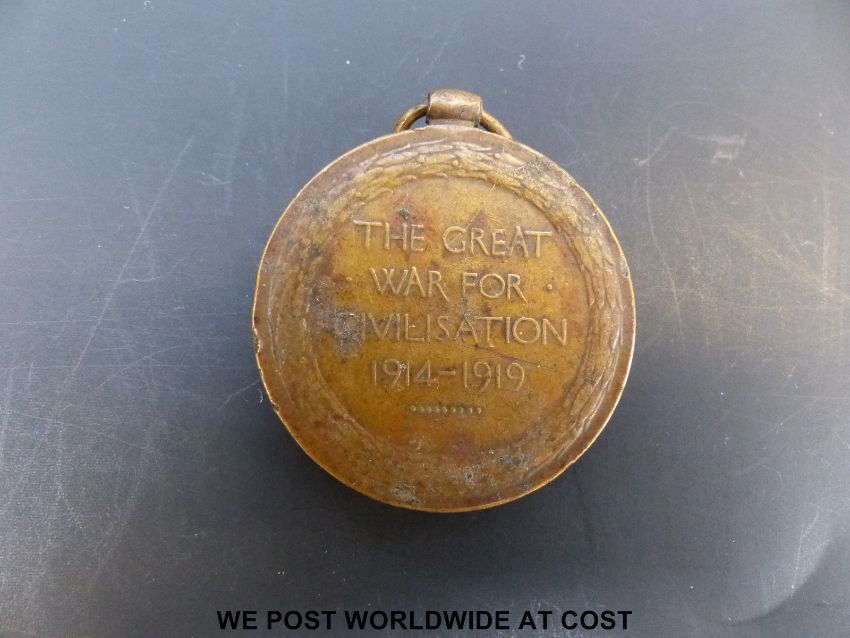 THE GREAT
WAR FOR
CIVILISATION
1914-1919
WE POST WORLDWIDE AT COST